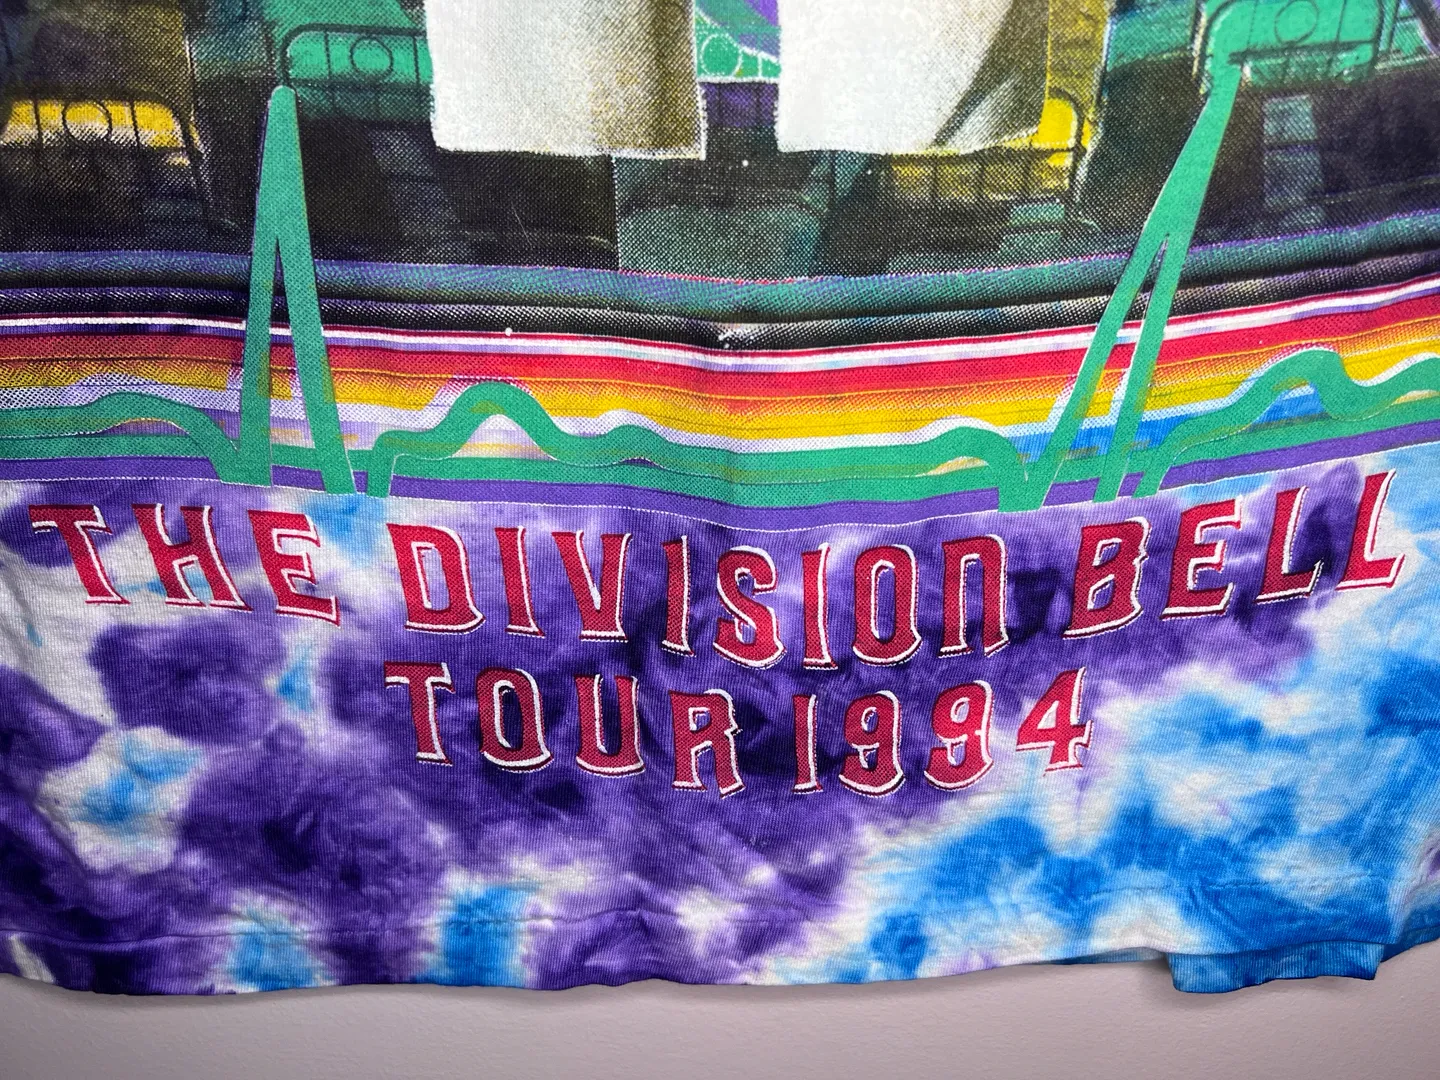 THE DIVISION BELL
TOUR 1994